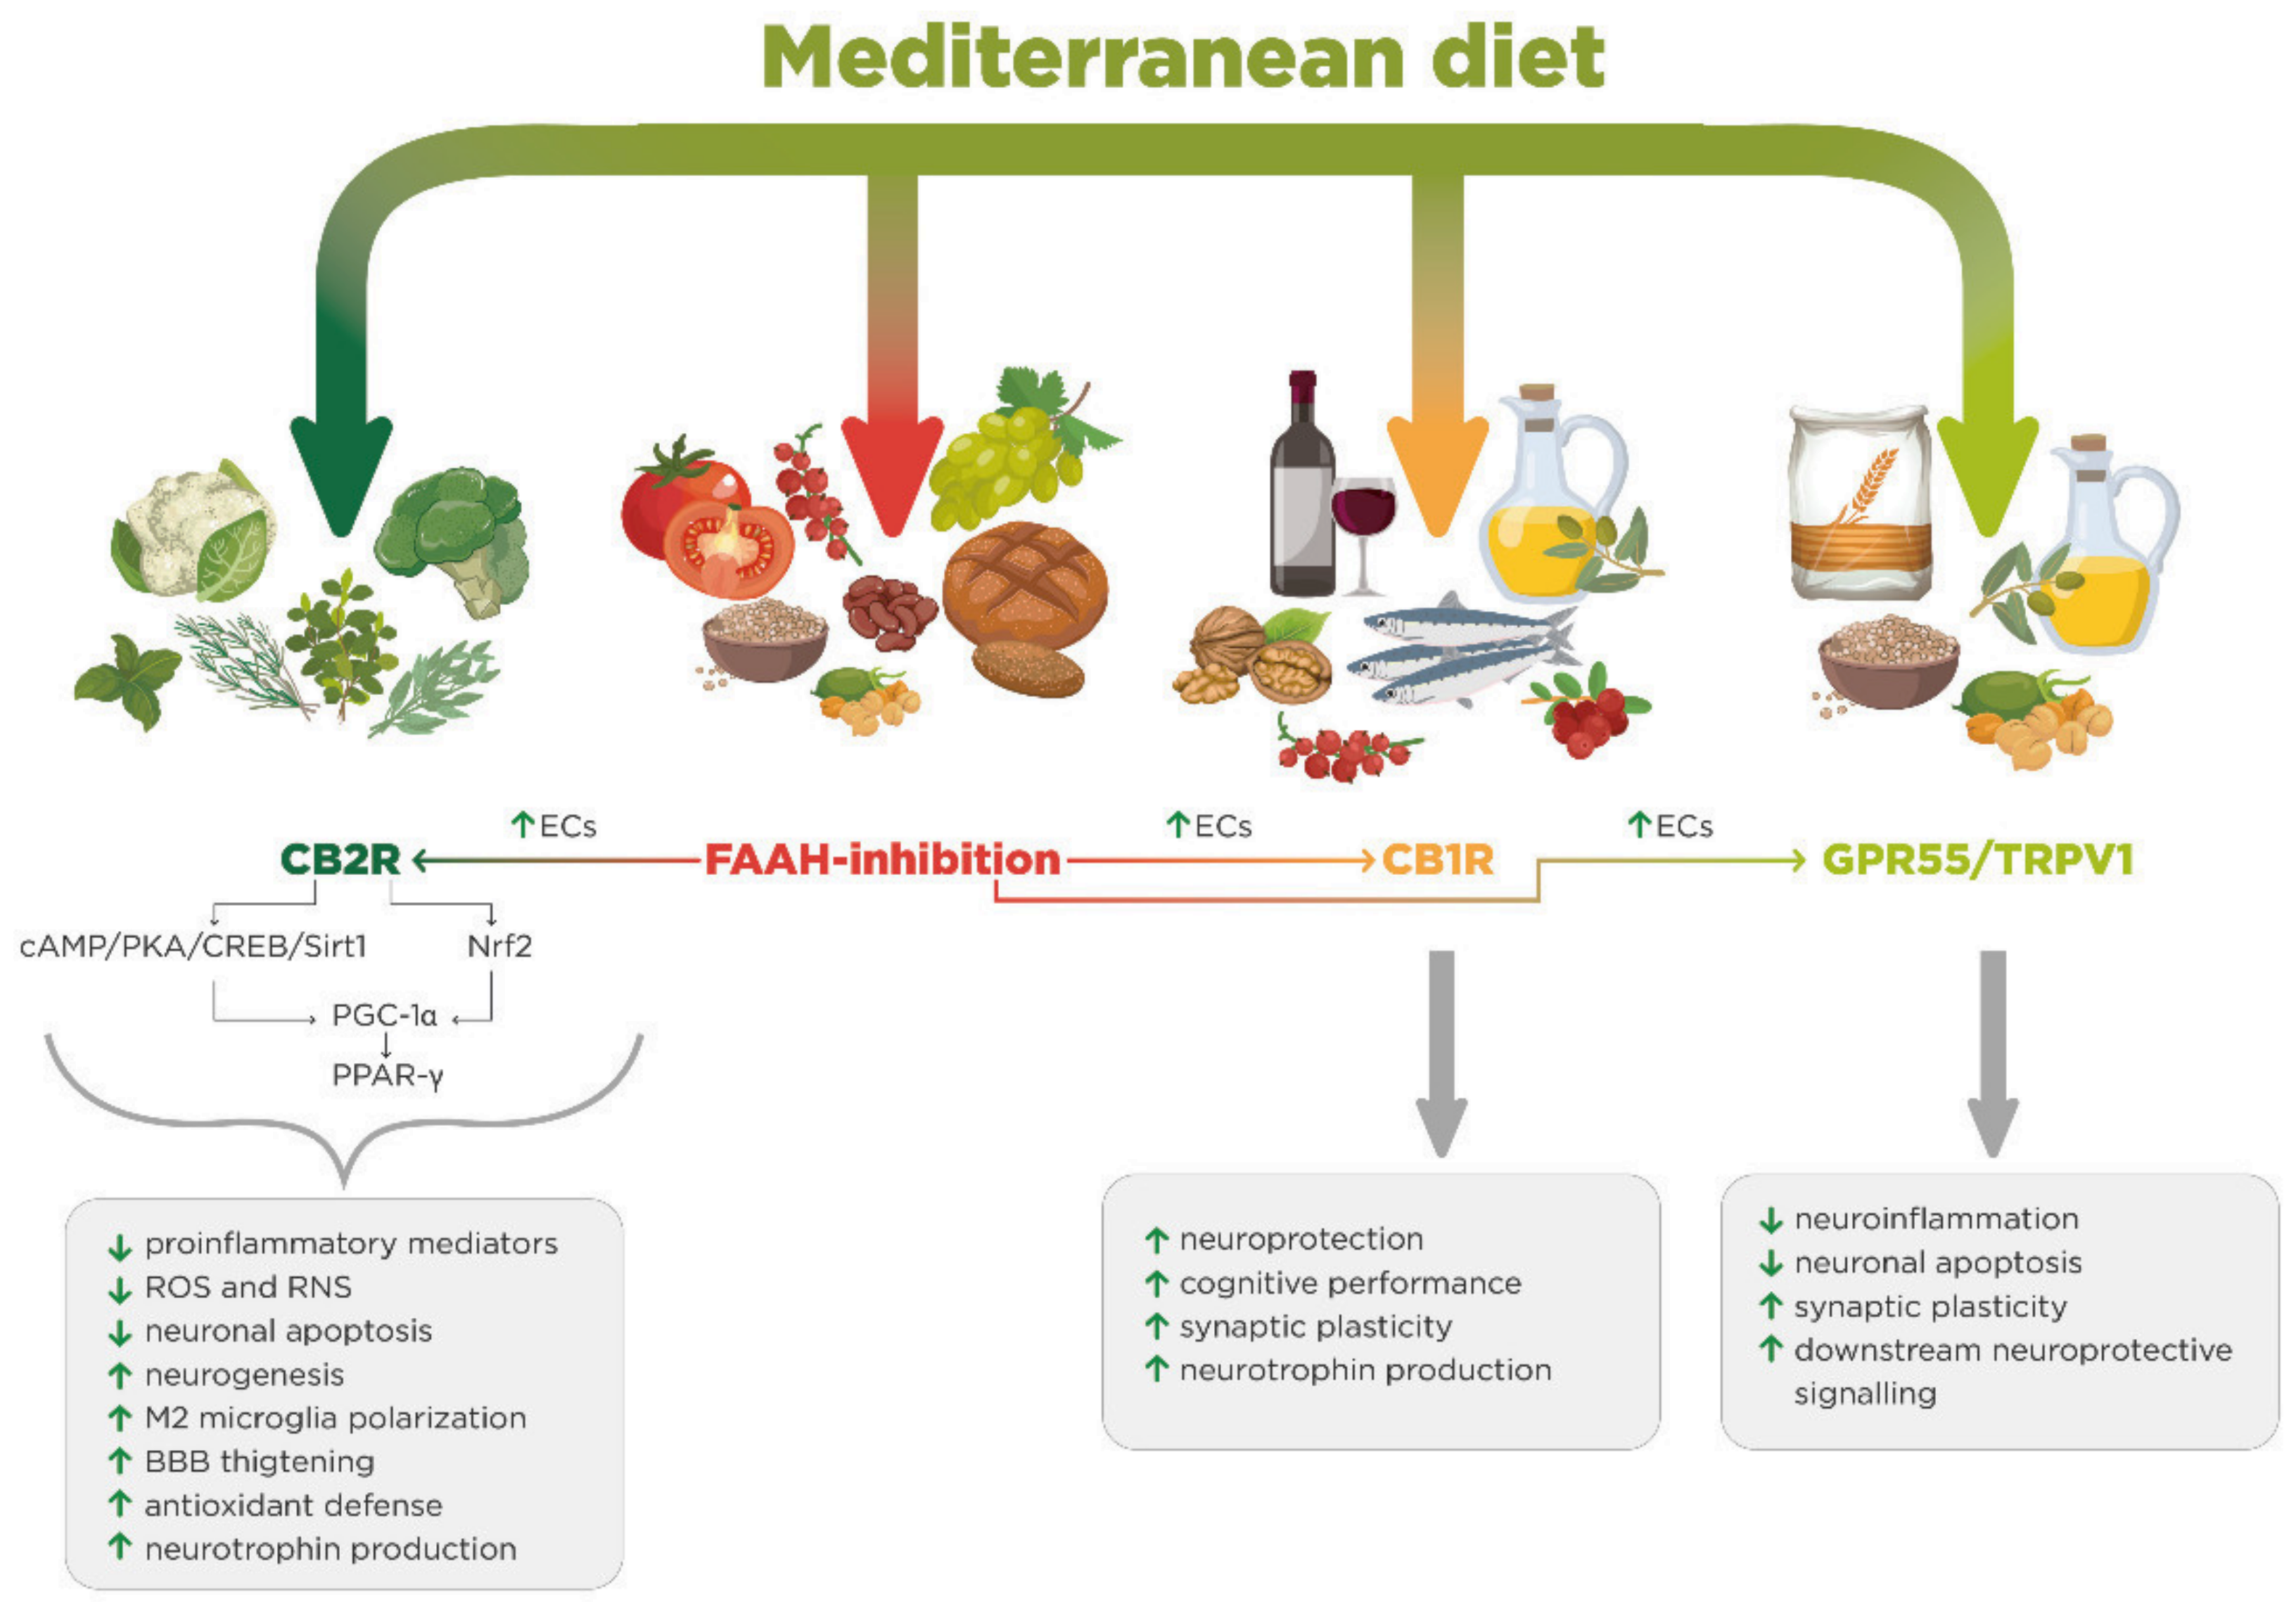 Mediterranean diet
↑ECs
↑ECs
↑ECs
CB2R
FAAH-inhibition
CB1R
GPR55/TRPV1
cAMP/PKA/CREB/Sirt1
Nrf2
PGC-1α
PPAR-γ
↓ proinflammatory mediators
↓ ROS and RNS
↓ neuronal apoptosis
↑ neurogenesis
↑ M2 microglia polarization
↑ BBB thigtening
↑ antioxidant defense
↑ neurotrophin production
↑ neuroprotection
↑ cognitive performance
↑ synaptic plasticity
↑ neurotrophin production
↓ neuroinflammation
↓ neuronal apoptosis
↑ synaptic plasticity
↑ downstream neuroprotective
signalling